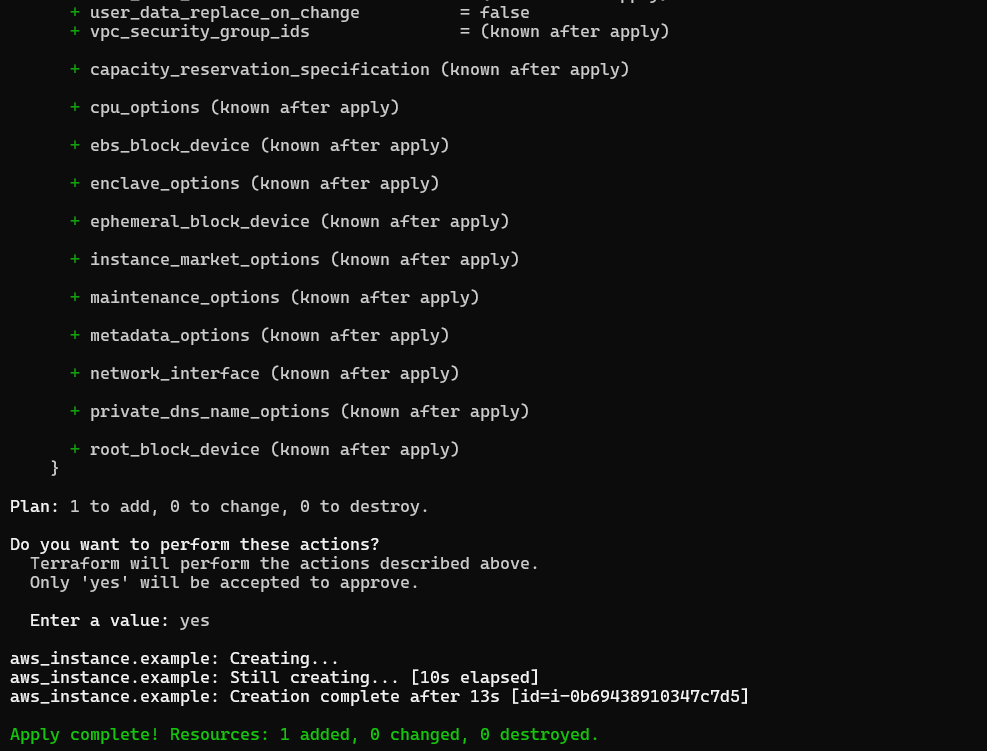 + user_data_replace_on_change          = false
+ vpc_security_group_ids               = (known after apply)
+ capacity_reservation_specification (known after apply)
+ cpu_options (known after apply)
+ ebs_block_device (known after apply)
+ enclave_options (known after apply)
+ ephemeral_block_device (known after apply)
+ instance_market_options (known after apply)
+ maintenance_options (known after apply)
+ metadata_options (known after apply)
+ network_interface (known after apply)
+ private_dns_name_options (known after apply)
+ root_block_device (known after apply)
}
Plan: 1 to add, 0 to change, 0 to destroy.
Do you want to perform these actions?
Terraform will perform the actions described above.
Only 'yes' will be accepted to approve.
Enter a value: yes
aws_instance.example: Creating...
aws_instance.example: Still creating... [10s elapsed]
aws_instance.example: Creation complete after 13s [id=i-0b69438910347c7d5]
Apply complete! Resources: 1 added, 0 changed, 0 destroyed.